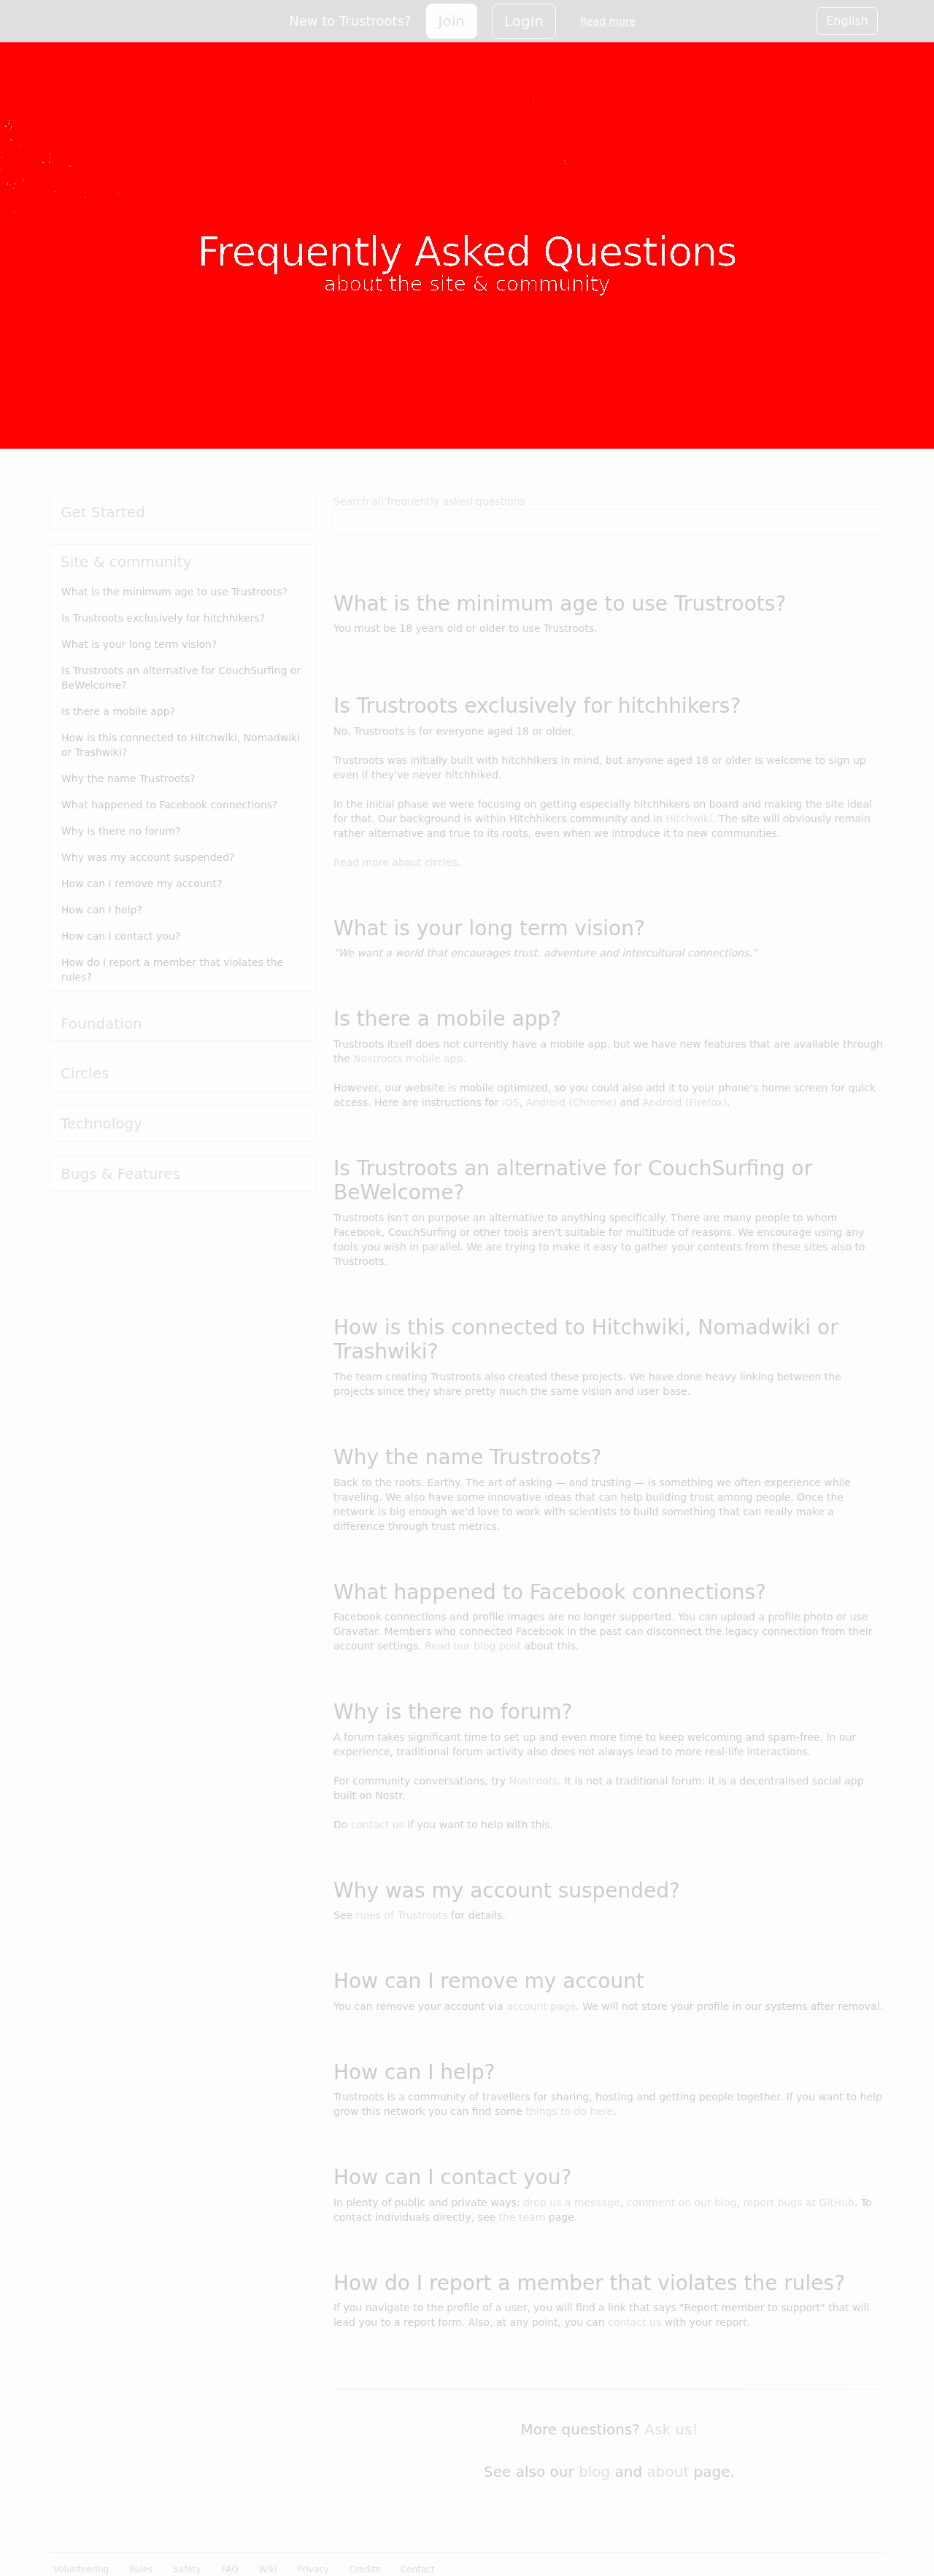 New to Trustroots? Join Login Read more English
Frequently Asked Questions
about the site & community
Get Started
Site & community
What is the minimum age to use Trustroots?
Is Trustroots exclusively for hitchhikers?
What is your long term vision?
Is Trustroots an alternative for CouchSurfing or
BeWelcome?
Is there a mobile app?
How is this connected to Hitchwiki, Nomadwiki
or Trashwiki?
Why the name Trustroots?
What happened to Facebook connections?
Why is there no forum?
Why was my account suspended?
How can I remove my account?
How can I help?
How can I contact you?
How do I report a member that violates the
rules?
Foundation
Circles
Technology
Bugs & Features
Search all frequently asked questions
What is the minimum age to use Trustroots?
You must be 18 years old or older to use Trustroots.
Is Trustroots exclusively for hitchhikers?
No. Trustroots is for everyone aged 18 or older.
Trustroots was initially built with hitchhikers in mind, but anyone aged 18 or older is welcome to sign up
even if they've never hitchhiked.
In the initial phase we were focusing on getting especially hitchhikers on board and making the site ideal
for that. Our background is within Hitchhikers community and in Hitchwiki. The site will obviously remain
rather alternative and true to its roots, even when we introduce it to new communities.
Read more about circles.
What is your long term vision?
"We want a world that encourages trust, adventure and intercultural connections."
Is there a mobile app?
Trustroots itself does not currently have a mobile app, but we have new features that are available through
the Nostroots mobile app.
However, our website is mobile optimized, so you could also add it to your phone's home screen for quick
access. Here are instructions for iOS, Android (Chrome) and Android (Firefox).
Is Trustroots an alternative for CouchSurfing or
BeWelcome?
Trustroots isn't on purpose an alternative to anything specifically. There are many people to whom
Facebook, CouchSurfing or other tools aren't suitable for multitude of reasons. We encourage using any
tools you wish in parallel. We are trying to make it easy to gather your contents from these sites also to
Trustroots.
How is this connected to Hitchwiki, Nomadwiki or
Trashwiki?
The team creating Trustroots also created these projects. We have done heavy linking between the
projects since they share pretty much the same vision and user base.
Why the name Trustroots?
Back to the roots. Earthy. The art of asking — and trusting — is something we often experience while
traveling. We also have some innovative ideas that can help building trust among people. Once the
network is big enough we'd love to work with scientists to build something that can really make a
difference through trust metrics.
What happened to Facebook connections?
Facebook connections and profile images are no longer supported. You can upload a profile photo or use
Gravatar. Members who connected Facebook in the past can disconnect the legacy connection from their
account settings. Read our blog post about this.
Why is there no forum?
A forum takes significant time to set up and even more time to keep welcoming and spam-free. In our
experience, traditional forum activity also does not always lead to more real-life interactions.
For community conversations, try Nostroots. It is not a traditional forum: it is a decentralised social app
built on Nostr.
Do contact us if you want to help with this.
Why was my account suspended?
See rules of Trustroots for details.
How can I remove my account
You can remove your account via account page. We will not store your profile in our systems after removal.
How can I help?
Trustroots is a community of travellers for sharing, hosting and getting people together. If you want to help
grow this network you can find some things to do here.
How can I contact you?
In plenty of public and private ways: drop us a message, comment on our blog, report bugs at GitHub. To
contact individuals directly, see the team page.
How do I report a member that violates the rules?
If you navigate to the profile of a user, you will find a link that says "Report member to support" that will
lead you to a report form. Also, at any point, you can contact us with your report.
More questions? Ask us!
See also our blog and about page.
Volunteering · Rules · Safety · FAQ · Wiki · Privacy · Credits · Contact